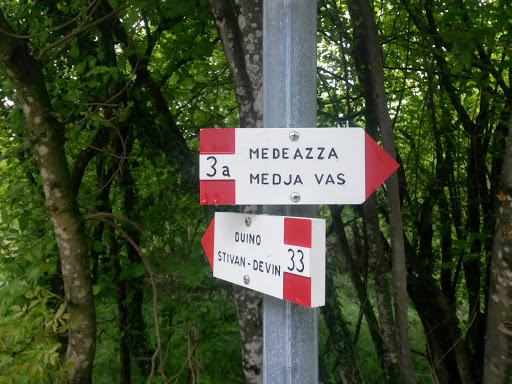 3a
MEDEAZZA
MEDJA VAS
DUINO
STIVAN-DEVIN
33